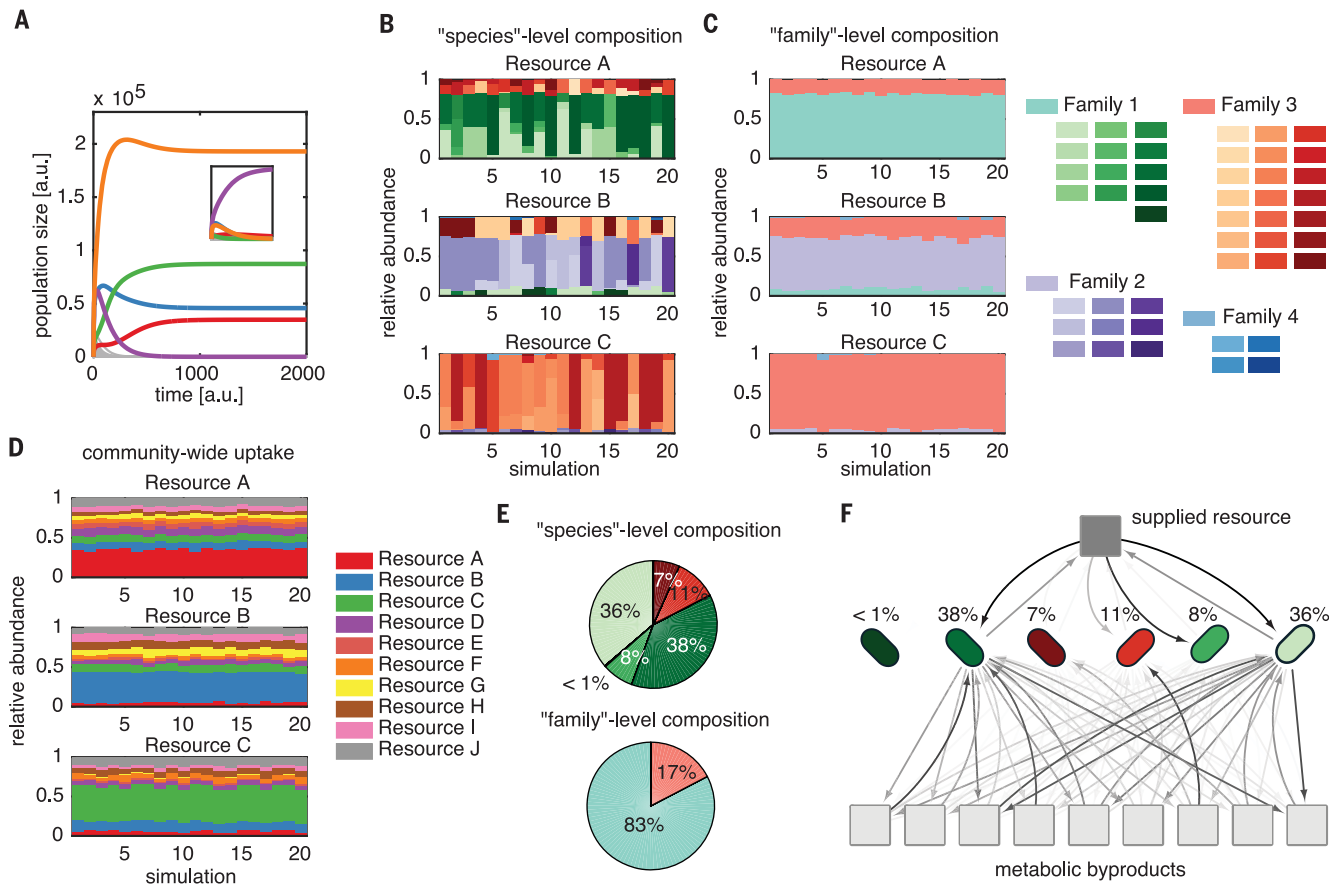 A
× 10⁵
population size [a.u.]
2
1.5
1
0.5
0
0 1000 2000
time [a.u.]
B
"species"-level composition
Resource A
1
0.5
0
5 10 15 20
Resource B
1
0.5
0
5 10 15 20
Resource C
1
0.5
0
5 10 15 20
relative abundance
simulation
C
"family"-level composition
Resource A
1
0.5
0
5 10 15 20
Resource B
1
0.5
0
5 10 15 20
Resource C
1
0.5
0
5 10 15 20
relative abundance
simulation
Family 1
Family 3
Family 2
Family 4
D
community-wide uptake
Resource A
1
0.5
0
5 10 15 20
Resource B
1
0.5
0
5 10 15 20
Resource C
1
0.5
0
5 10 15 20
relative abundance
simulation
Resource A
Resource B
Resource C
Resource D
Resource E
Resource F
Resource G
Resource H
Resource I
Resource J
E
"species"-level composition
7%
11%
36%
38%
8%
< 1%
"family"-level composition
17%
83%
F
supplied resource
< 1% 38% 7% 11% 8% 36%
metabolic byproducts